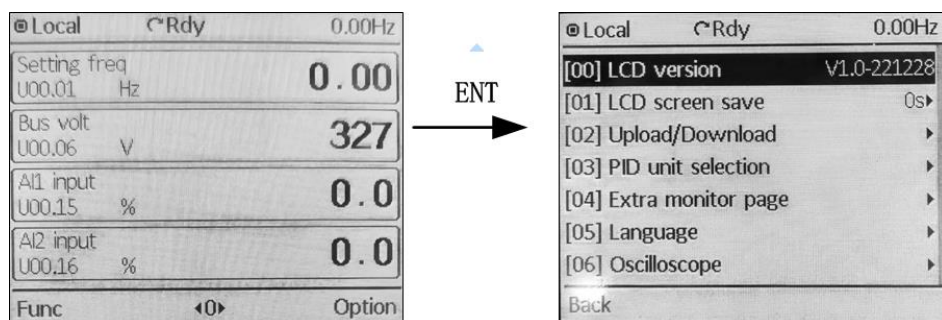 Local Rdy 0.00Hz
Setting freq
U00.01 Hz 0.00
Bus volt
U00.06 V 327
AI1 input
U00.15 % 0.0
AI2 input
U00.16 % 0.0
Func 0 Option
ENT
Local Rdy 0.00Hz
[00] LCD version V1.0-221228
[01] LCD screen save 0s
[02] Upload/Download
[03] PID unit selection
[04] Extra monitor page
[05] Language
[06] Oscilloscope
Back